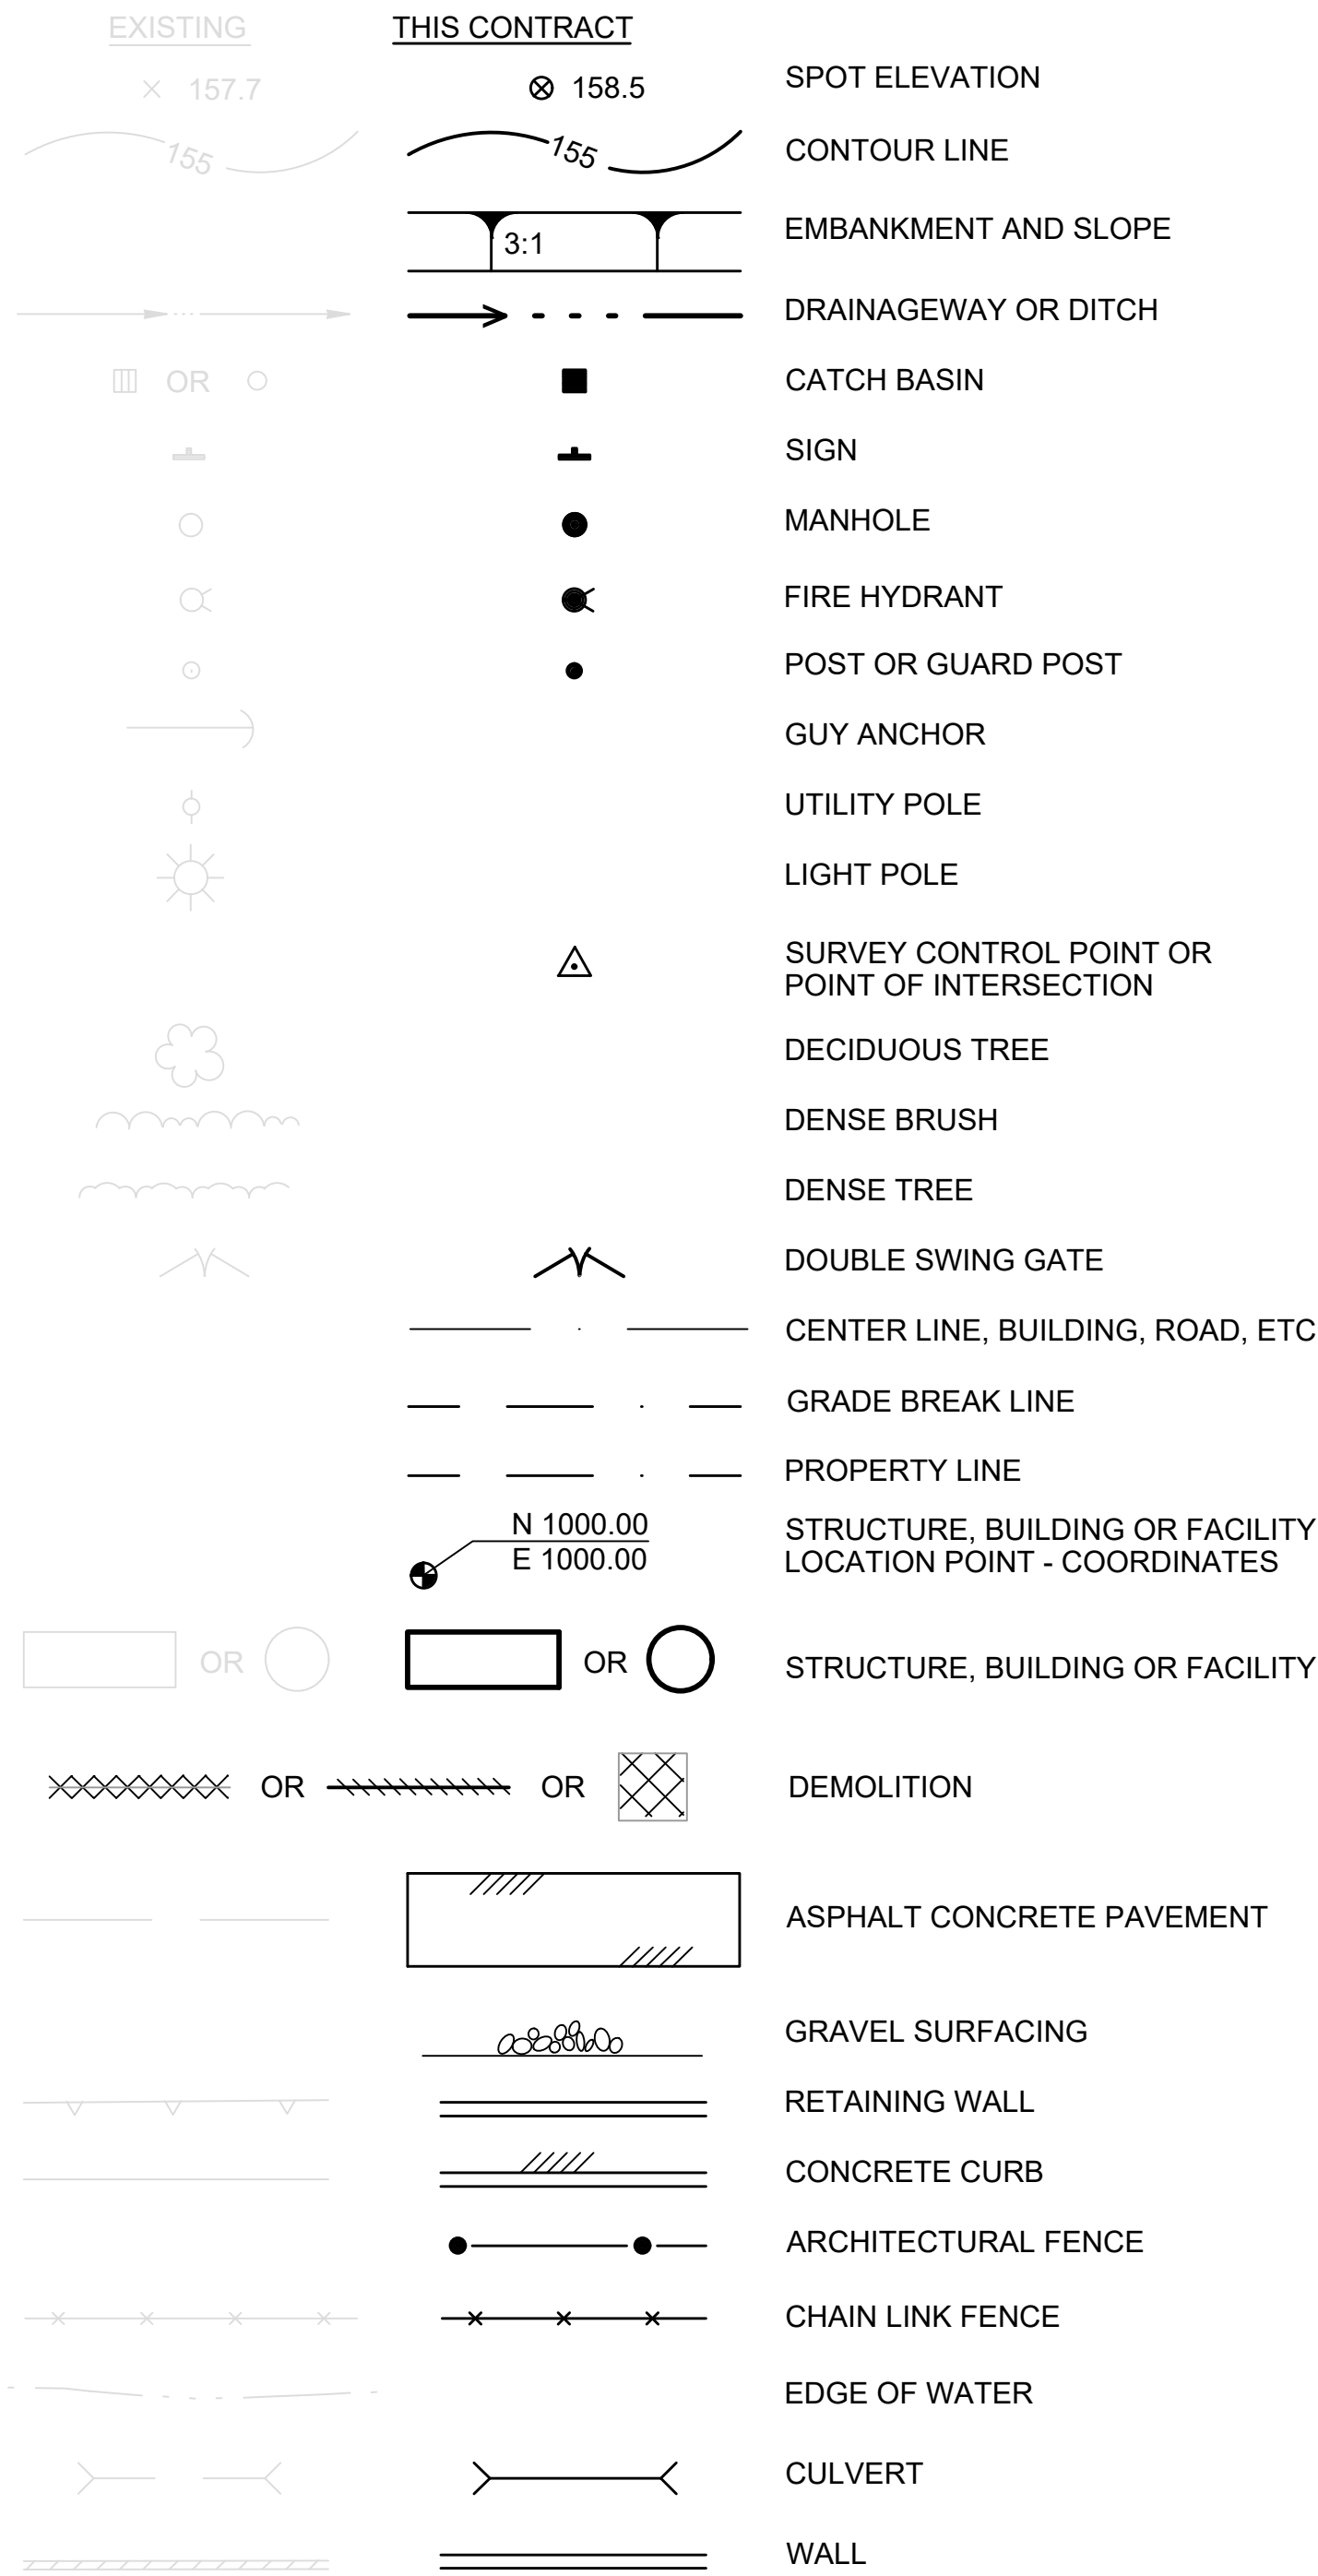 EXISTING THIS CONTRACT
157.7 158.5 SPOT ELEVATION
155 155 CONTOUR LINE
3:1 EMBANKMENT AND SLOPE
DRAINAGEWAY OR DITCH
OR CATCH BASIN
SIGN
MANHOLE
FIRE HYDRANT
POST OR GUARD POST
GUY ANCHOR
UTILITY POLE
LIGHT POLE
SURVEY CONTROL POINT OR
POINT OF INTERSECTION
DECIDUOUS TREE
DENSE BRUSH
DENSE TREE
DOUBLE SWING GATE
CENTER LINE, BUILDING, ROAD, ETC
GRADE BREAK LINE
PROPERTY LINE
N 1000.00 STRUCTURE, BUILDING OR FACILITY
E 1000.00 LOCATION POINT - COORDINATES
OR OR STRUCTURE, BUILDING OR FACILITY
OR OR DEMOLITION
ASPHALT CONCRETE PAVEMENT
GRAVEL SURFACING
RETAINING WALL
CONCRETE CURB
ARCHITECTURAL FENCE
CHAIN LINK FENCE
EDGE OF WATER
CULVERT
WALL